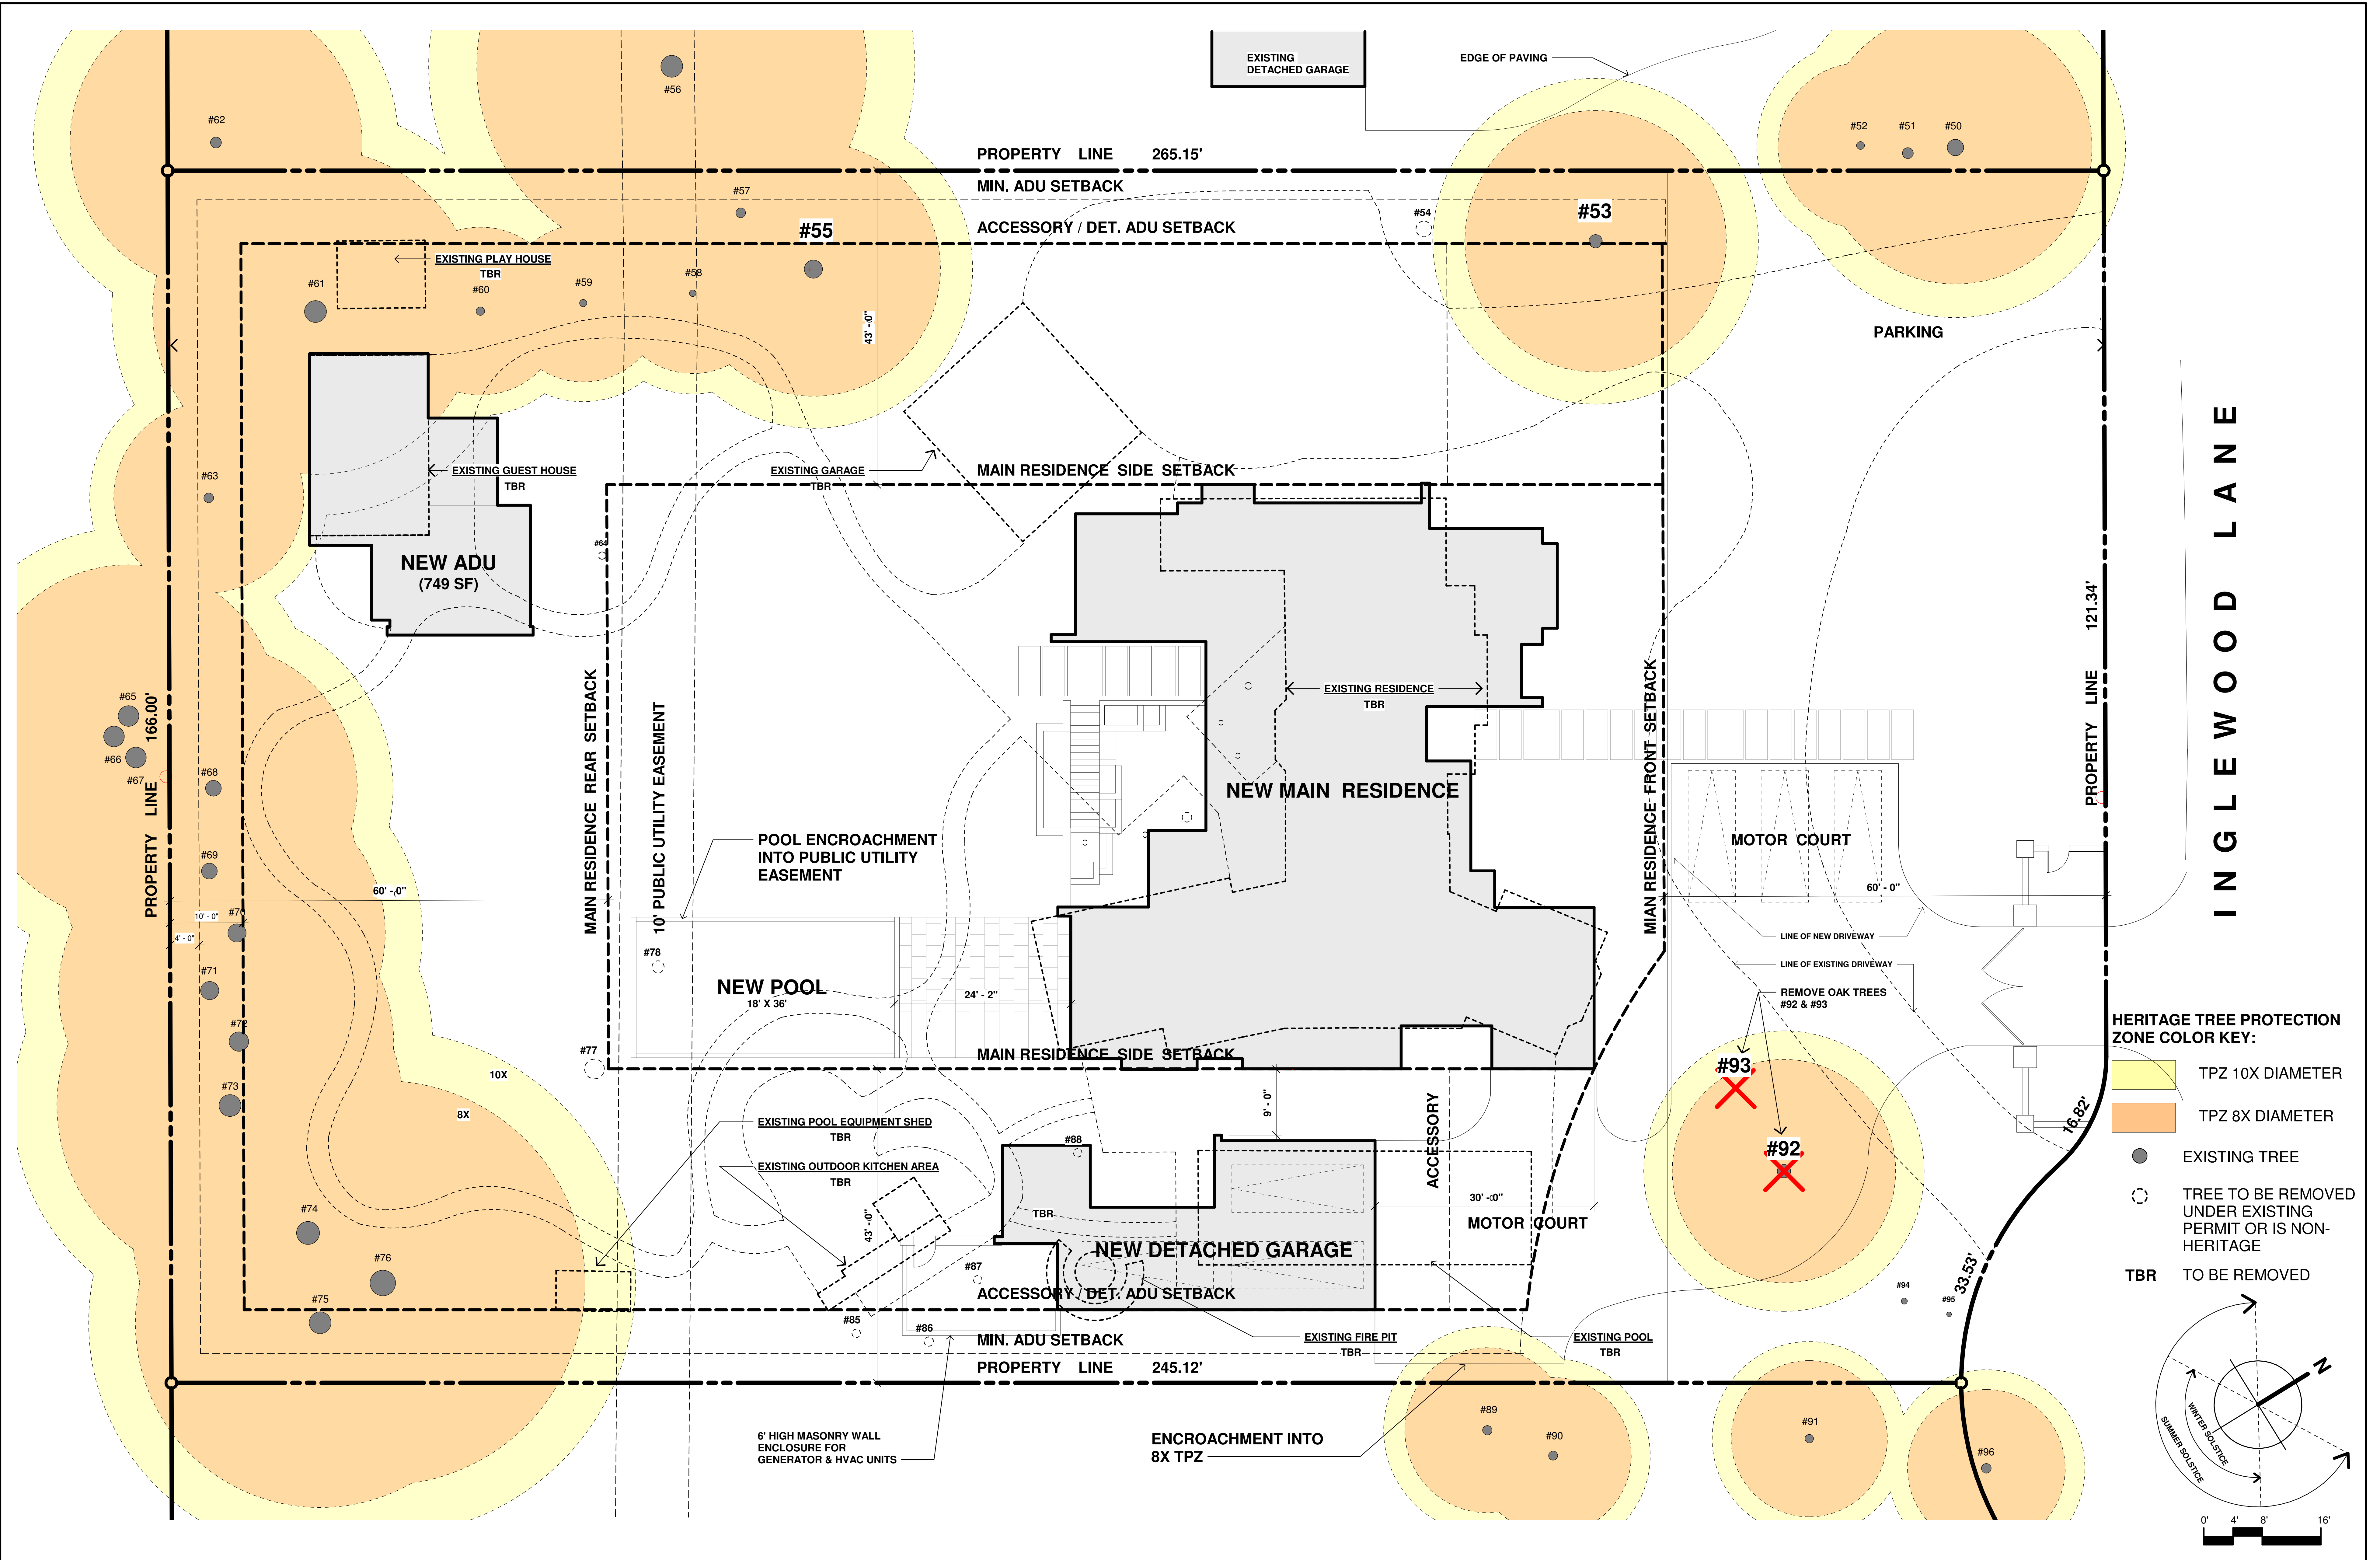 EXISTING
DETACHED GARAGE
EDGE OF PAVING
#56
#62
#52
#51
#50
PROPERTY LINE 265.15'
MIN. ADU SETBACK
#57
#55
ACCESSORY / DET. ADU SETBACK
#54
#53
EXISTING PLAY HOUSE
TBR
#61
#60
#59
#58
43' - 0"
PARKING
EXISTING GUEST HOUSE
TBR
EXISTING GARAGE
TBR
MAIN RESIDENCE SIDE SETBACK
#63
#64
NEW ADU
(749 SF)
#65
#66
#67
#68
PROPERTY LINE 166.00'
MAIN RESIDENCE REAR SETBACK
10' PUBLIC UTILITY EASEMENT
EXISTING RESIDENCE
TBR
NEW MAIN RESIDENCE
MIAN RESIDENCE FRONT SETBACK
PROPERTY LINE 121.34'
INGLEWOOD LANE
MOTOR COURT
POOL ENCROACHMENT
INTO PUBLIC UTILITY
EASEMENT
#69
60' - 0"
60' - 0"
10' - 0"
#70
4' - 0"
LINE OF NEW DRIVEWAY
#78
LINE OF EXISTING DRIVEWAY
#71
NEW POOL
18' X 36'
24' - 2"
REMOVE OAK TREES
#92 & #93
#72
#77
MAIN RESIDENCE SIDE SETBACK
10X
#93
#73
8X
9' - 0"
ACCESSORY
EXISTING POOL EQUIPMENT SHED
TBR
#88
#92
16.82'
EXISTING OUTDOOR KITCHEN AREA
TBR
#74
43' - 0"
TBR
30' - 0"
MOTOR COURT
NEW DETACHED GARAGE
#76
#87
33.53'
#94
#95
ACCESSORY / DET. ADU SETBACK
#75
#85
#86
MIN. ADU SETBACK
EXISTING FIRE PIT
TBR
EXISTING POOL
TBR
PROPERTY LINE 245.12'
#89
#90
#91
#96
6' HIGH MASONRY WALL
ENCLOSURE FOR
GENERATOR & HVAC UNITS
ENCROACHMENT INTO
8X TPZ
HERITAGE TREE PROTECTION
ZONE COLOR KEY:
TPZ 10X DIAMETER
TPZ 8X DIAMETER
EXISTING TREE
TREE TO BE REMOVED
UNDER EXISTING
PERMIT OR IS NON-
HERITAGE
TBR TO BE REMOVED
N
WINTER SOLSTICE
SUMMER SOLSTICE
0' 4' 8' 16'